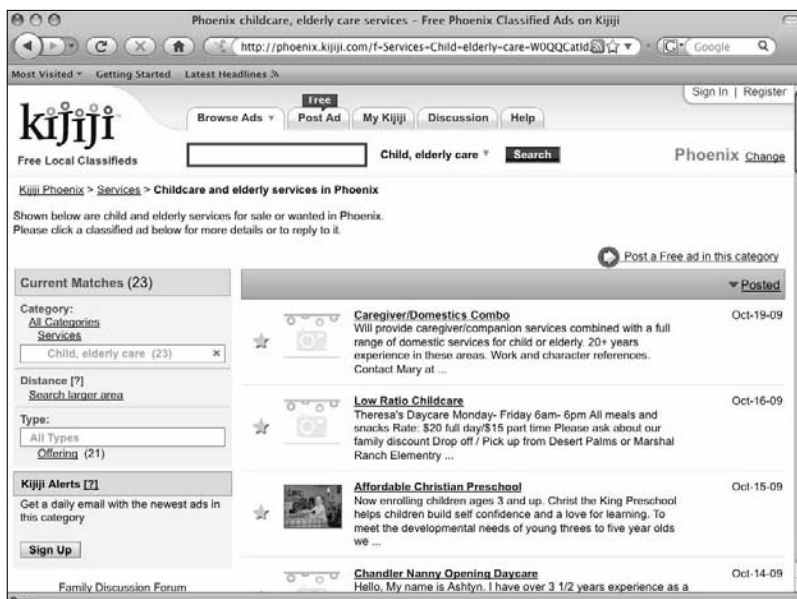 Phoenix childcare, elderly care services – Free Phoenix Classified Ads on Kijiji
http://phoenix.kijiji.com/f-Services-Child-elderly-care-W0QQCatId
Google
Most Visited
Getting Started
Latest Headlines
Sign In | Register
kijiji
Free Local Classifieds
Free
Browse Ads
Post Ad
My Kijiji
Discussion
Help
Child, elderly care
Search
Phoenix Change
Kijiji Phoenix > Services > Childcare and elderly services in Phoenix
Shown below are child and elderly services for sale or wanted in Phoenix.
Please click a classified ad below for more details or to reply to it.
Post a Free ad in this category
Current Matches (23)
Category:
All Categories
Services
Child, elderly care (23) ×
Distance [?]
Search larger area
Type:
All Types
Offering (21)
Kijiji Alerts [?]
Get a daily email with the newest ads in
this category
Sign Up
Family Discussion Forum
Posted
Caregiver/Domestics Combo
Oct-19-09
Will provide caregiver/companion services combined with a full
range of domestic services for child or elderly. 20+ years
experience in these areas. Work and character references.
Contact Mary at ...
Low Ratio Childcare
Oct-16-09
Theresa's Daycare Monday- Friday 6am- 6pm All meals and
snacks Rate: $20 full day/$15 part time Please ask about our
family discount Drop off / Pick up from Desert Palms or Marshal
Ranch Elementry ...
Affordable Christian Preschool
Oct-15-09
Now enrolling children ages 3 and up. Christ the King Preschool
helps children build self confidence and a love for learning. To
meet the developmental needs of young threes to five year olds
we ...
Chandler Nanny Opening Daycare
Oct-14-09
Hello, My name is Ashtyn. I have over 3 1/2 years experience as a